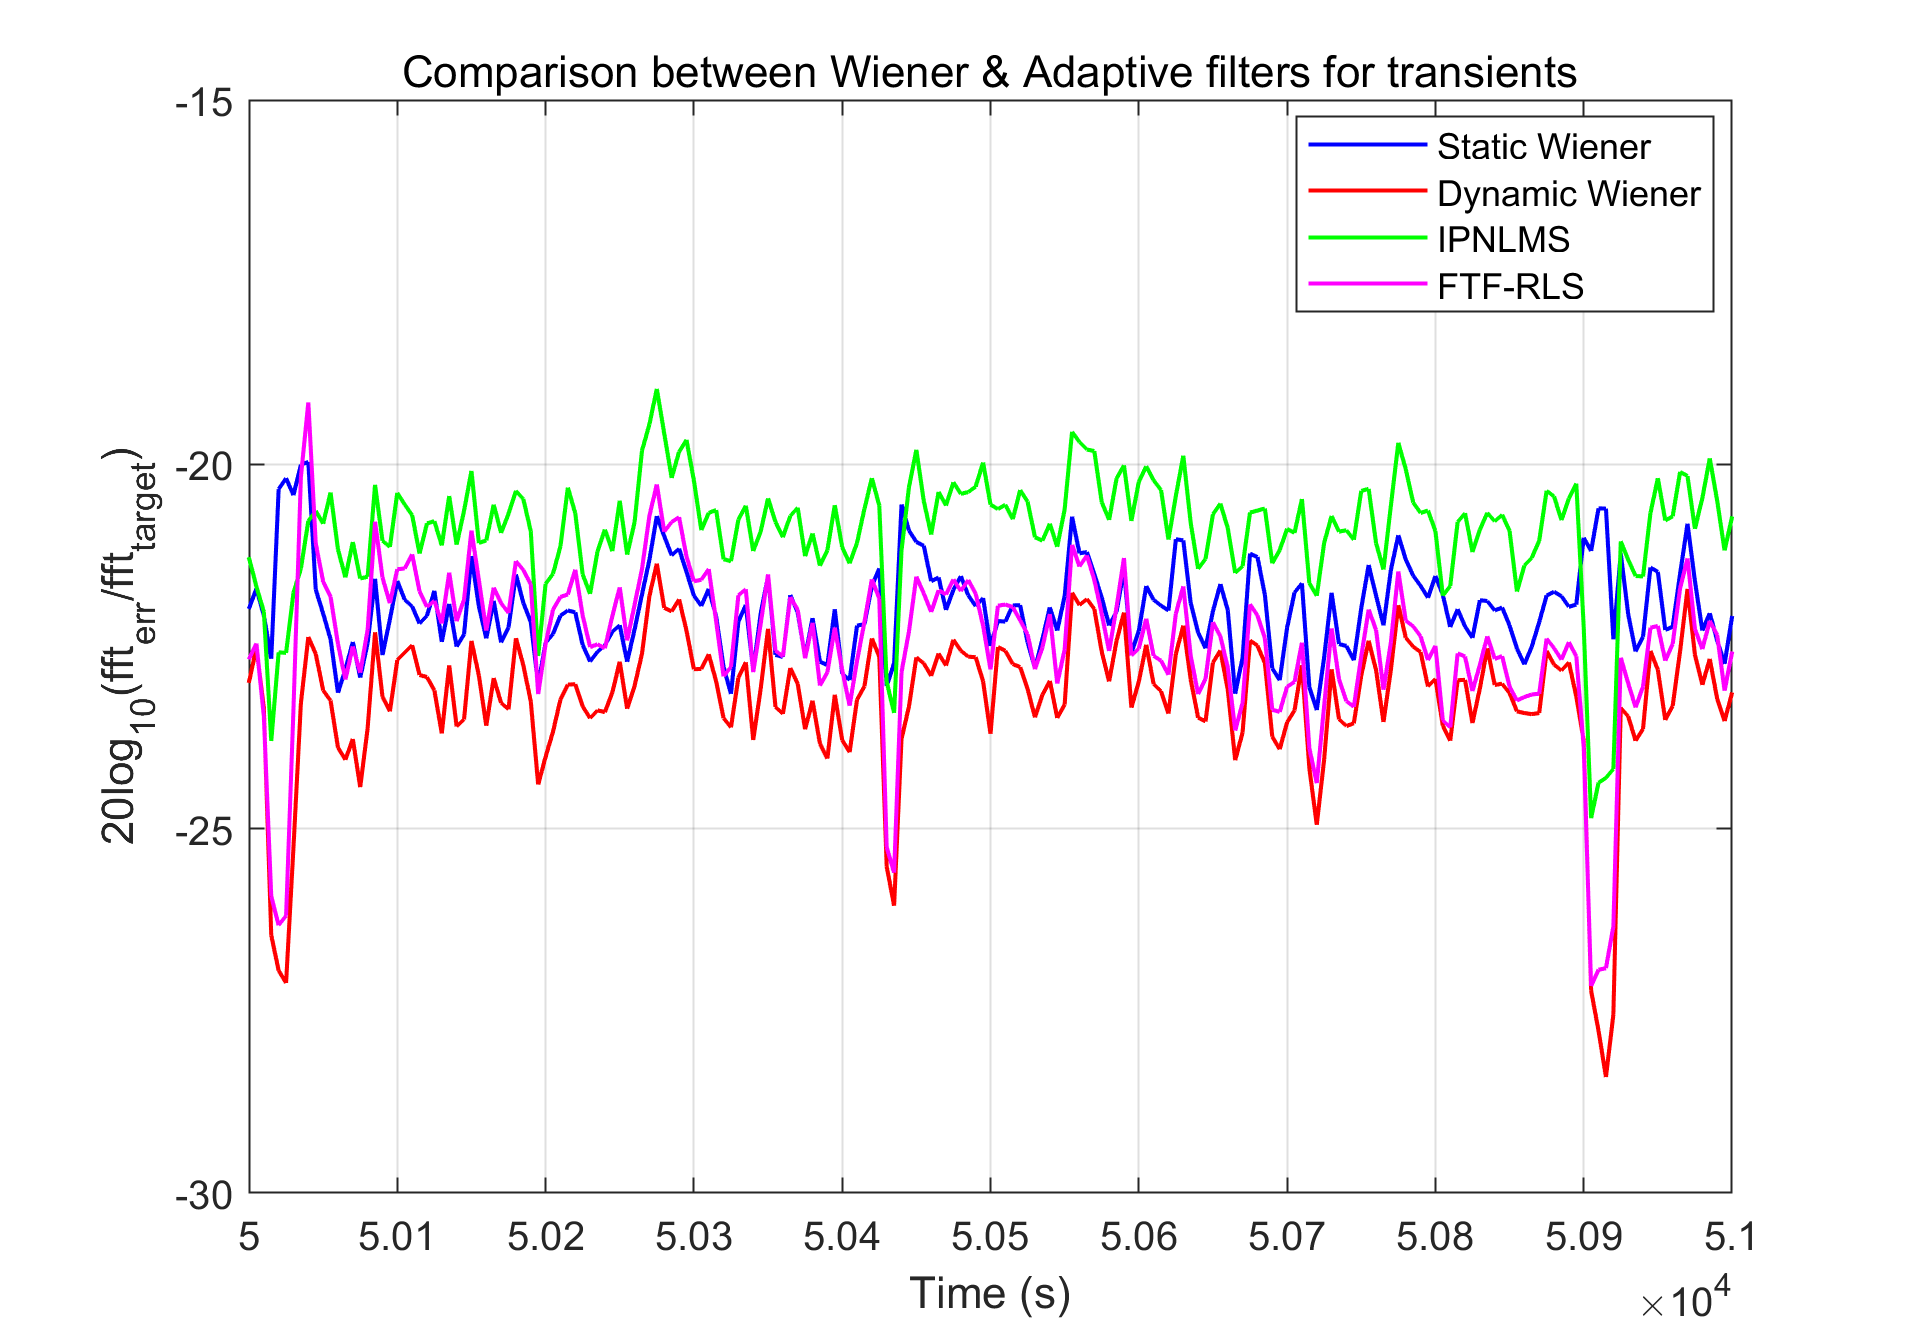 Comparison between Wiener & Adaptive filters for transients
-15
-20
-25
-30
20log10(ffterr/ffttarget)
Static Wiener
Dynamic Wiener
IPNLMS
FTF-RLS
5 5.01 5.02 5.03 5.04 5.05 5.06 5.07 5.08 5.09 5.1
Time (s)
×10^4